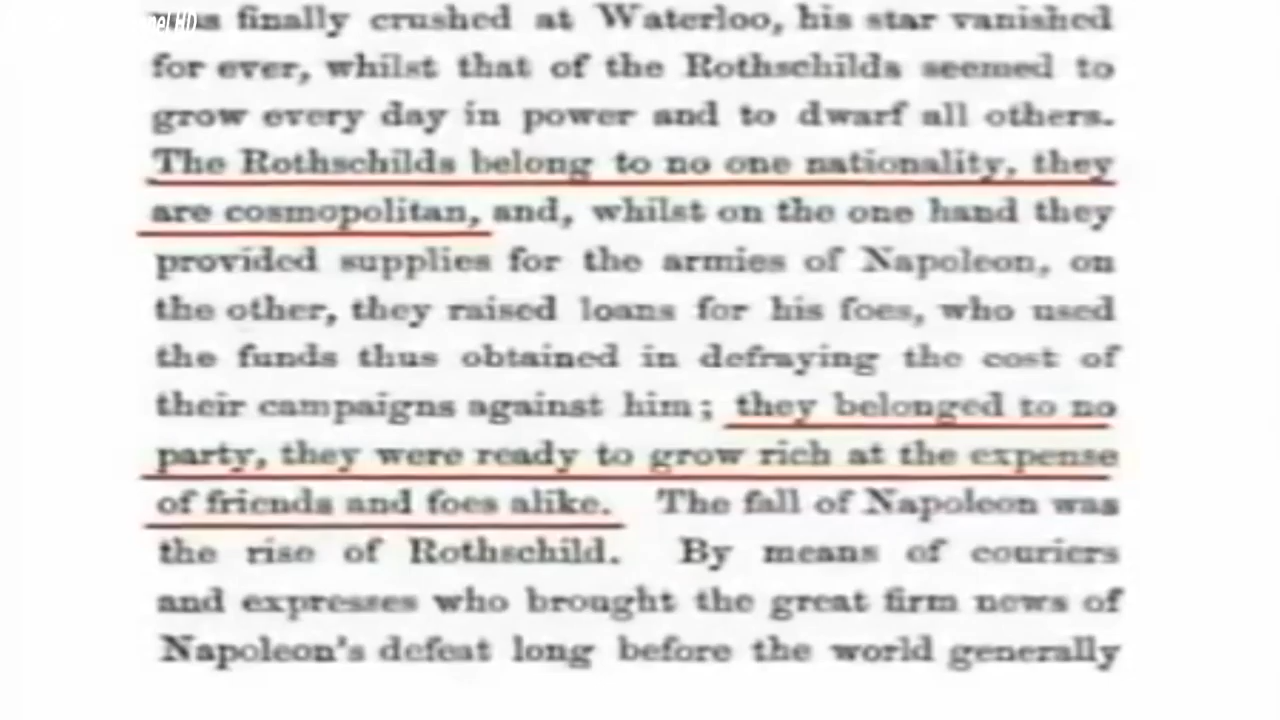 finally crushed at Waterloo, his star vanished
for ever, whilst that of the Rothschilds seemed to
grow every day in power and to dwarf all others.
The Rothschilds belong to no one nationality, they
are cosmopolitan, and, whilst on the one hand they
provided supplies for the armies of Napoleon, on
the other, they raised loans for his foes, who used
the funds thus obtained in defraying the cost of
their campaigns against him; they belonged to no
party, they were ready to grow rich at the expense
of friends and foes alike. The fall of Napoleon was
the rise of Rothschild. By means of couriers
and expresses who brought the great firm news of
Napoleon's defeat long before the world generally